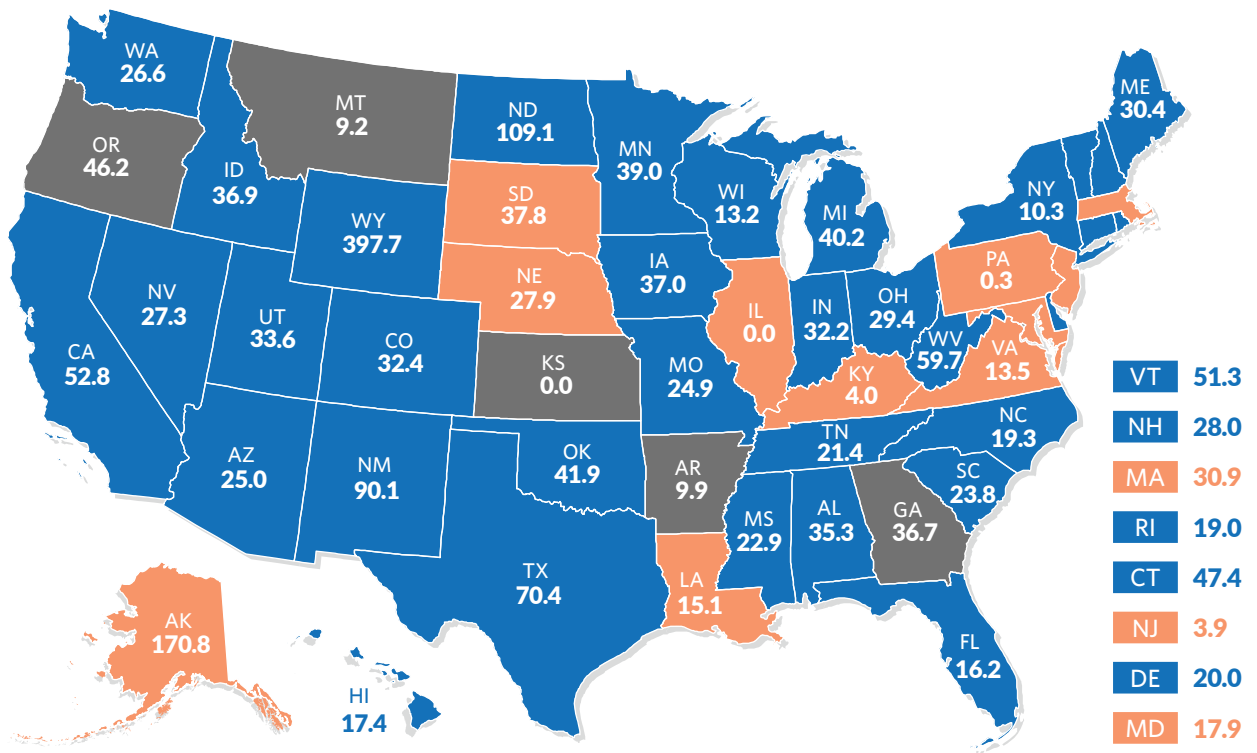 WA
26.6
MT
9.2
ND
109.1
ME
30.4
OR
46.2
ID
36.9
MN
39.0
SD
37.8
WI
13.2
NY
10.3
WY
397.7
MI
40.2
IA
37.0
PA
0.3
NE
27.9
NV
27.3
UT
33.6
IL
0.0
IN
32.2
OH
29.4
CA
52.8
CO
32.4
WV
59.7
VA
13.5
KS
0.0
MO
24.9
KY
4.0
NC
19.3
TN
21.4
AZ
25.0
NM
90.1
OK
41.9
AR
9.9
SC
23.8
MS
22.9
AL
35.3
GA
36.7
TX
70.4
LA
15.1
AK
170.8
FL
16.2
HI
17.4
VT 51.3
NH 28.0
MA 30.9
RI 19.0
CT 47.4
NJ 3.9
DE 20.0
MD 17.9